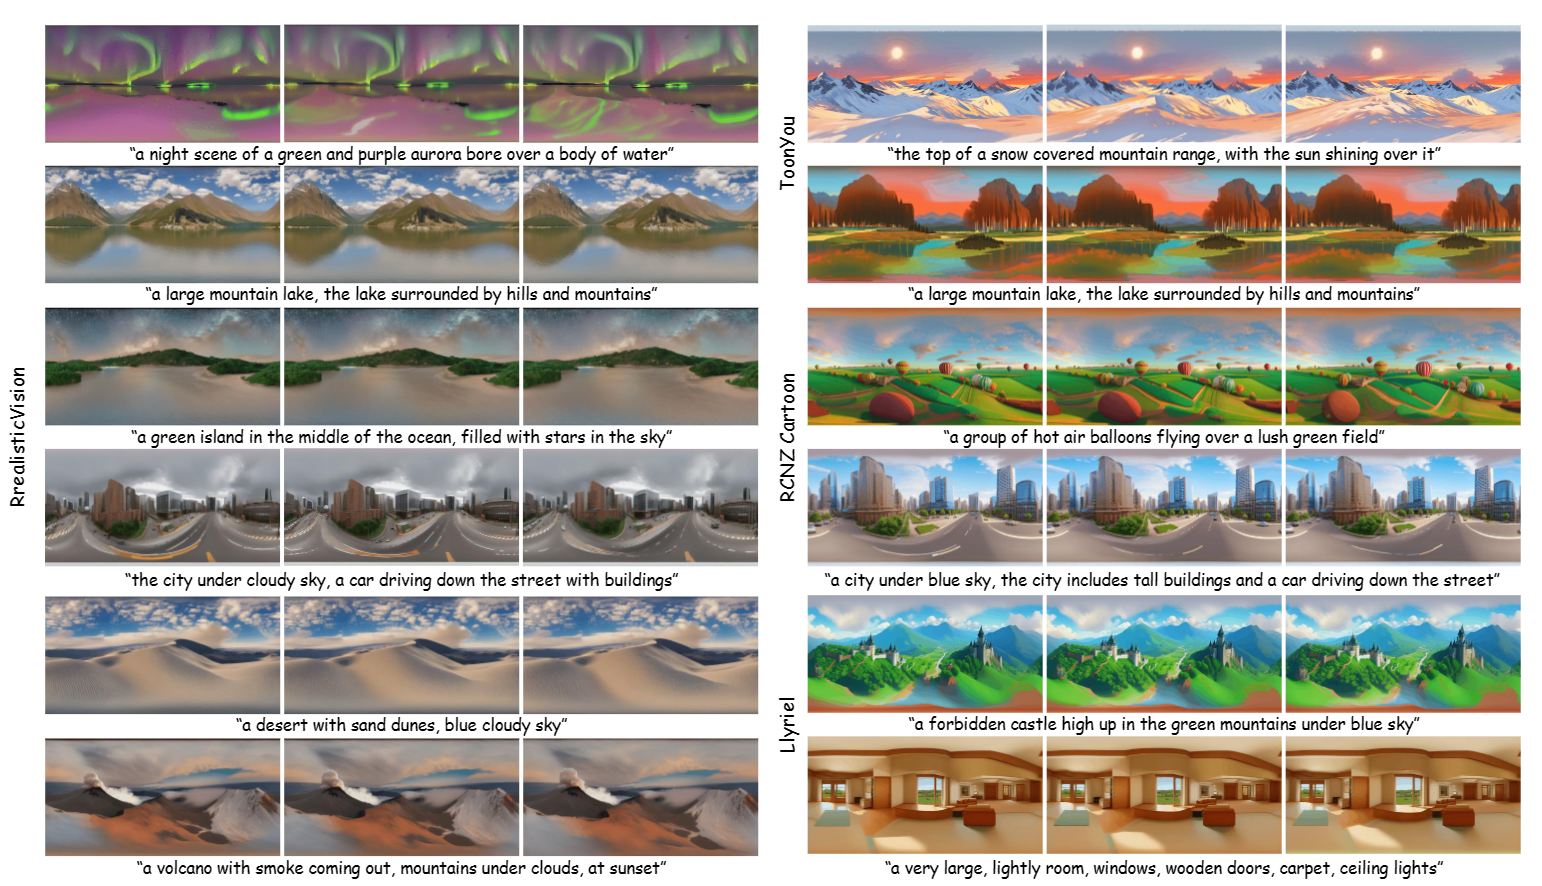 RrealisticVision
“a night scene of a green and purple aurora bore over a body of water”
“a large mountain lake, the lake surrounded by hills and mountains”
“a green island in the middle of the ocean, filled with stars in the sky”
“the city under cloudy sky, a car driving down the street with buildings”
“a desert with sand dunes, blue cloudy sky”
“a volcano with smoke coming out, mountains under clouds, at sunset”
ToonYou
“the top of a snow covered mountain range, with the sun shining over it”
“a large mountain lake, the lake surrounded by hills and mountains”
RCNZ Cartoon
“a group of hot air balloons flying over a lush green field”
“a city under blue sky, the city includes tall buildings and a car driving down the street”
Llyriel
“a forbidden castle high up in the green mountains under blue sky”
“a very large, lightly room, windows, wooden doors, carpet, ceiling lights”